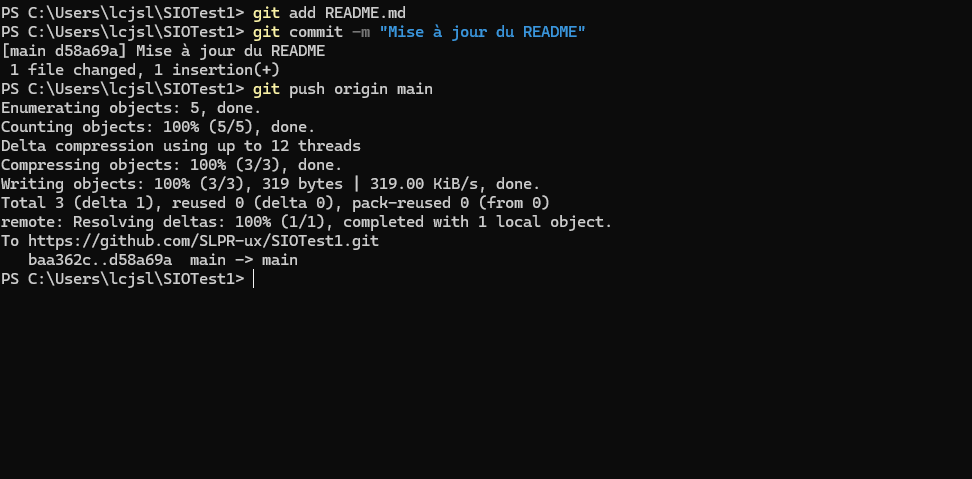 PS C:\Users\lcjsl\SIOTest1> git add README.md
PS C:\Users\lcjsl\SIOTest1> git commit -m "Mise à jour du README"
[main d58a69a] Mise à jour du README
 1 file changed, 1 insertion(+)
PS C:\Users\lcjsl\SIOTest1> git push origin main
Enumerating objects: 5, done.
Counting objects: 100% (5/5), done.
Delta compression using up to 12 threads
Compressing objects: 100% (3/3), done.
Writing objects: 100% (3/3), 319 bytes | 319.00 KiB/s, done.
Total 3 (delta 1), reused 0 (delta 0), pack-reused 0 (from 0)
remote: Resolving deltas: 100% (1/1), completed with 1 local object.
To https://github.com/SLPR-ux/SIOTest1.git
   baa362c..d58a69a  main -> main
PS C:\Users\lcjsl\SIOTest1>